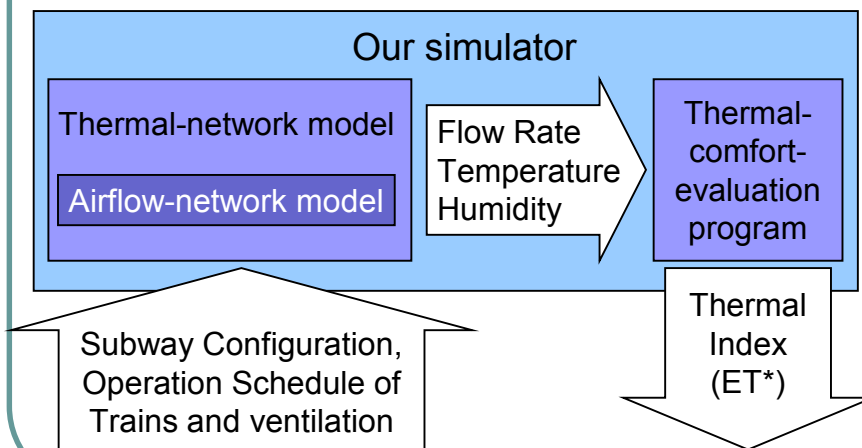 Our simulator
Thermal-network model
Airflow-network model
Flow Rate
Temperature
Humidity
Thermal-
comfort-
evaluation
program
Subway Configuration,
Operation Schedule of
Trains and ventilation
Thermal
Index
(ET*)